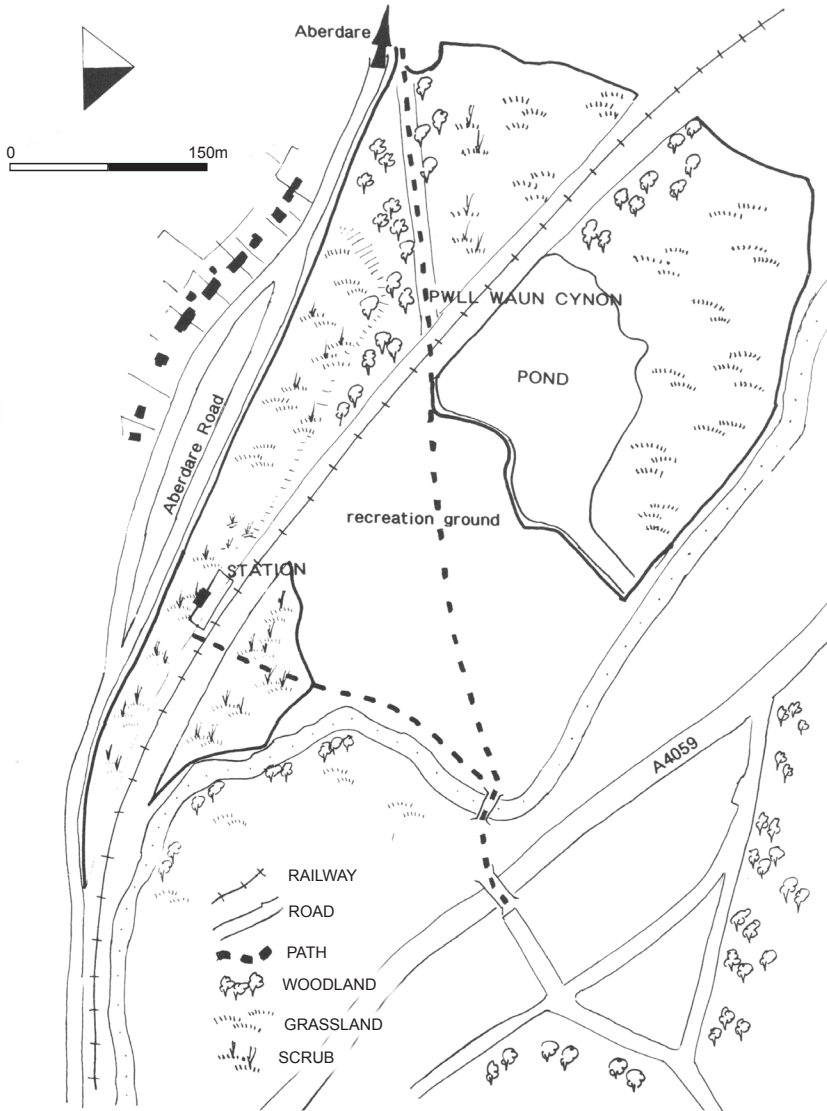 Aberdare
0 150m
PWLL WAUN CYNON
POND
Aberdare Road
recreation ground
STATION
A4059
RAILWAY
ROAD
PATH
WOODLAND
GRASSLAND
SCRUB